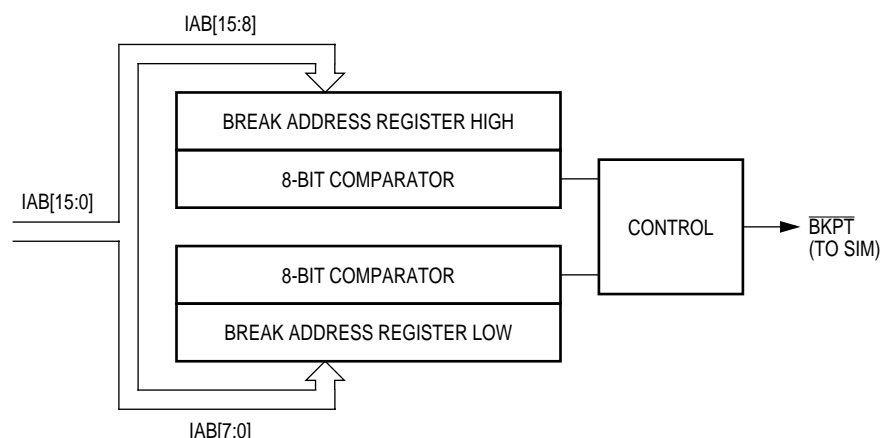 IAB[15:8]
BREAK ADDRESS REGISTER HIGH
8-BIT COMPARATOR
IAB[15:0]
CONTROL
BKPT
(TO SIM)
8-BIT COMPARATOR
BREAK ADDRESS REGISTER LOW
IAB[7:0]